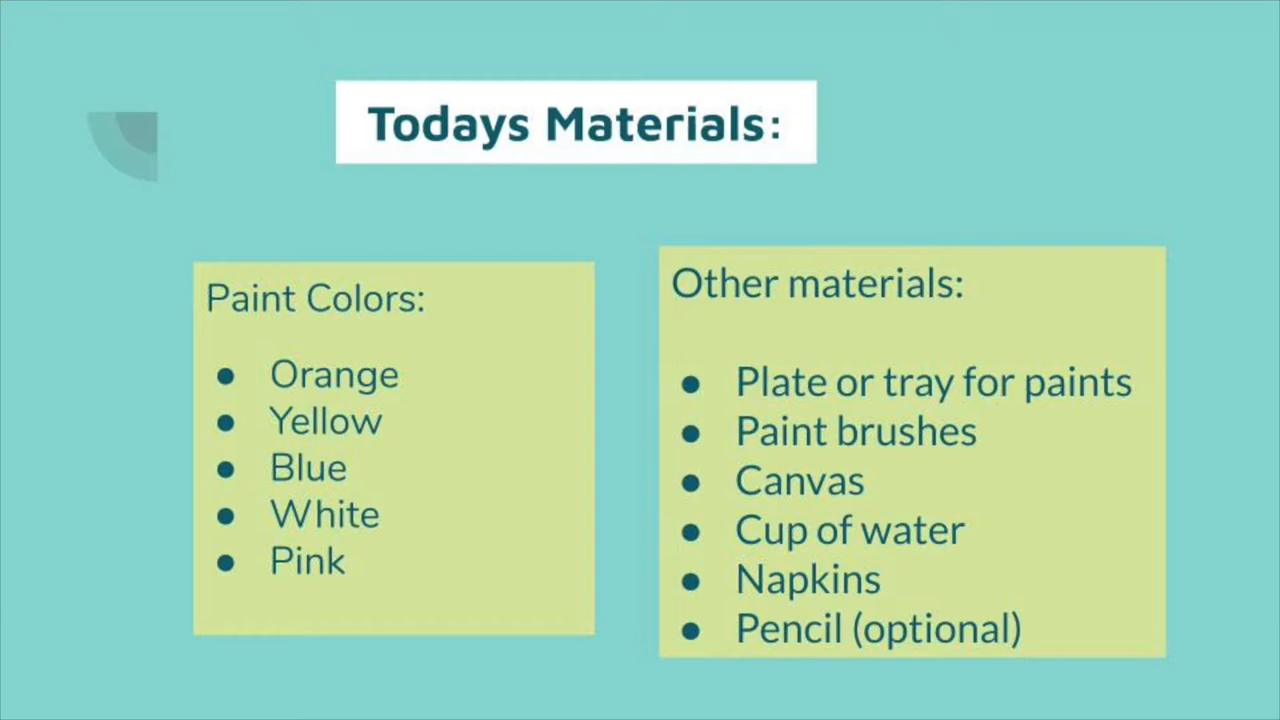 Todays Materials:
Paint Colors:
● Orange
● Yellow
● Blue
● White
● Pink
Other materials:
● Plate or tray for paints
● Paint brushes
● Canvas
● Cup of water
● Napkins
● Pencil (optional)